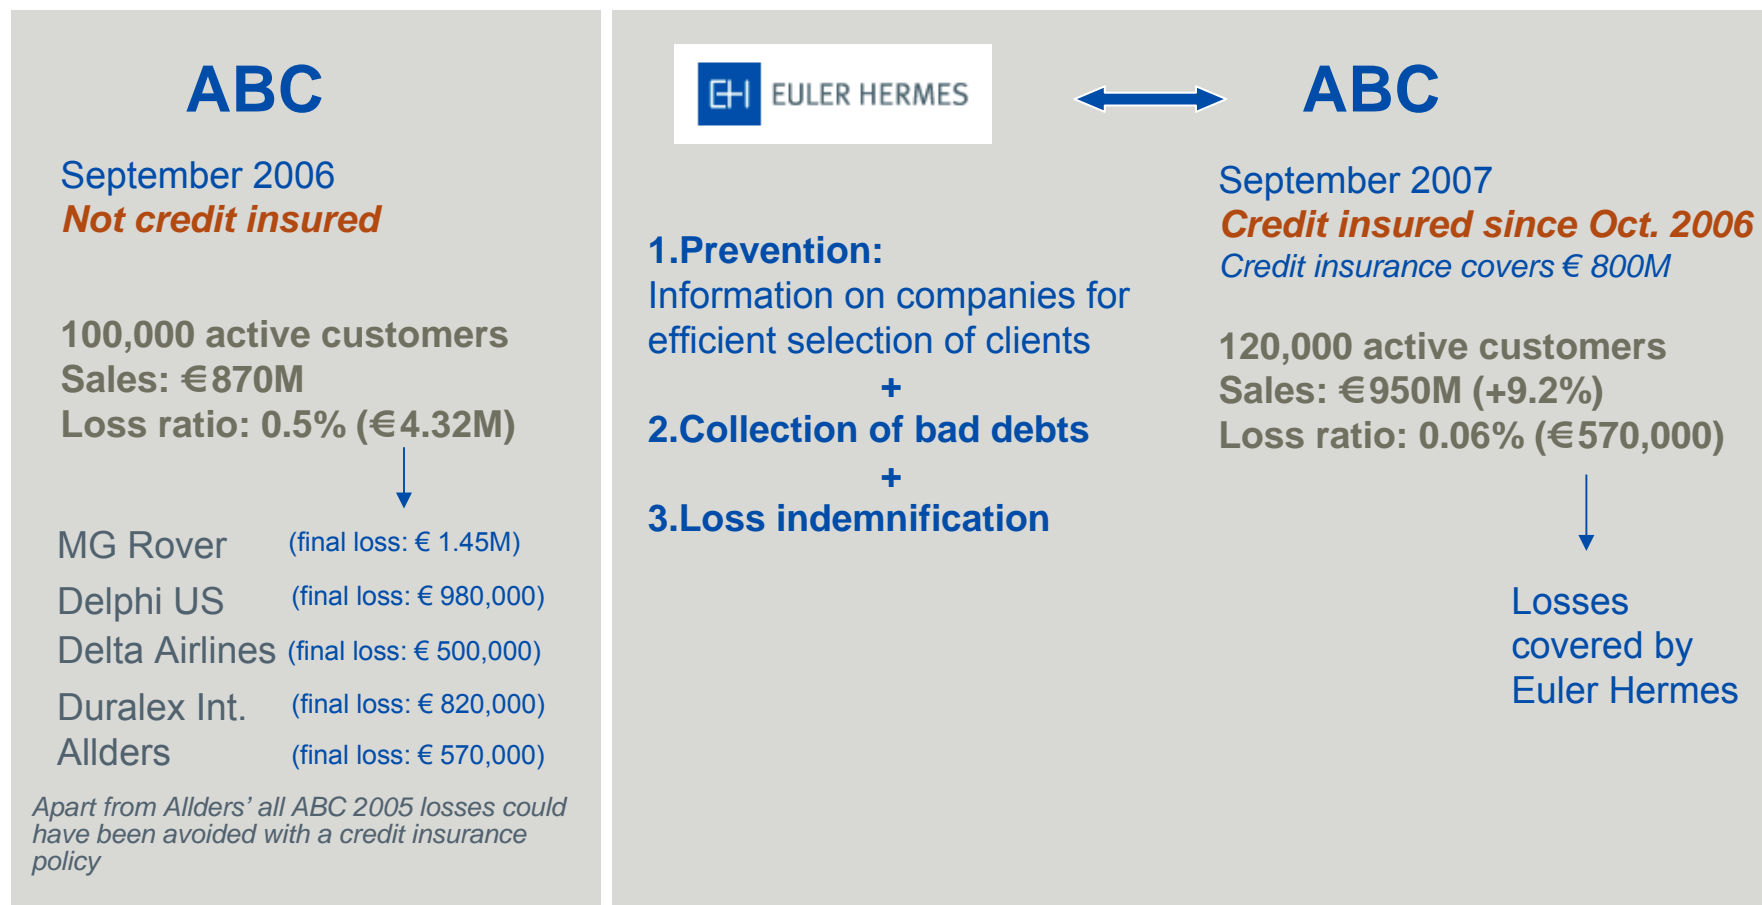 ABC
September 2006
Not credit insured
100,000 active customers
Sales: €870M
Loss ratio: 0.5% (€4.32M)
MG Rover (final loss: € 1.45M)
Delphi US (final loss: € 980,000)
Delta Airlines (final loss: € 500,000)
Duralex Int. (final loss: € 820,000)
Allders (final loss: € 570,000)
Apart from Allders’ all ABC 2005 losses could
have been avoided with a credit insurance
policy
EH EULER HERMES
1.Prevention:
Information on companies for
efficient selection of clients
+
2.Collection of bad debts
+
3.Loss indemnification
ABC
September 2007
Credit insured since Oct. 2006
Credit insurance covers € 800M
120,000 active customers
Sales: €950M (+9.2%)
Loss ratio: 0.06% (€570,000)
Losses
covered by
Euler Hermes